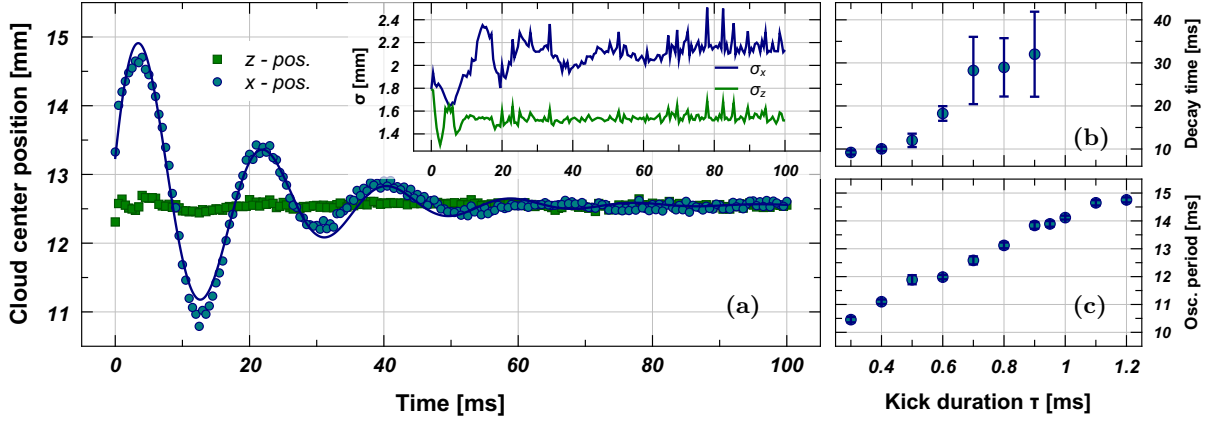 Cloud center position [mm]
15
14
13
12
11
z - pos.
x - pos.
σ [mm]
2.4
2.2
2.0
1.8
1.6
1.4
σx
σz
0 20 40 60 80 100
(a)
0 20 40 60 80 100
Time [ms]
(b)
40
30
20
10
Decay time [ms]
(c)
15
14
13
12
11
10
Osc. period [ms]
0.4 0.6 0.8 1 1.2
Kick duration τ [ms]